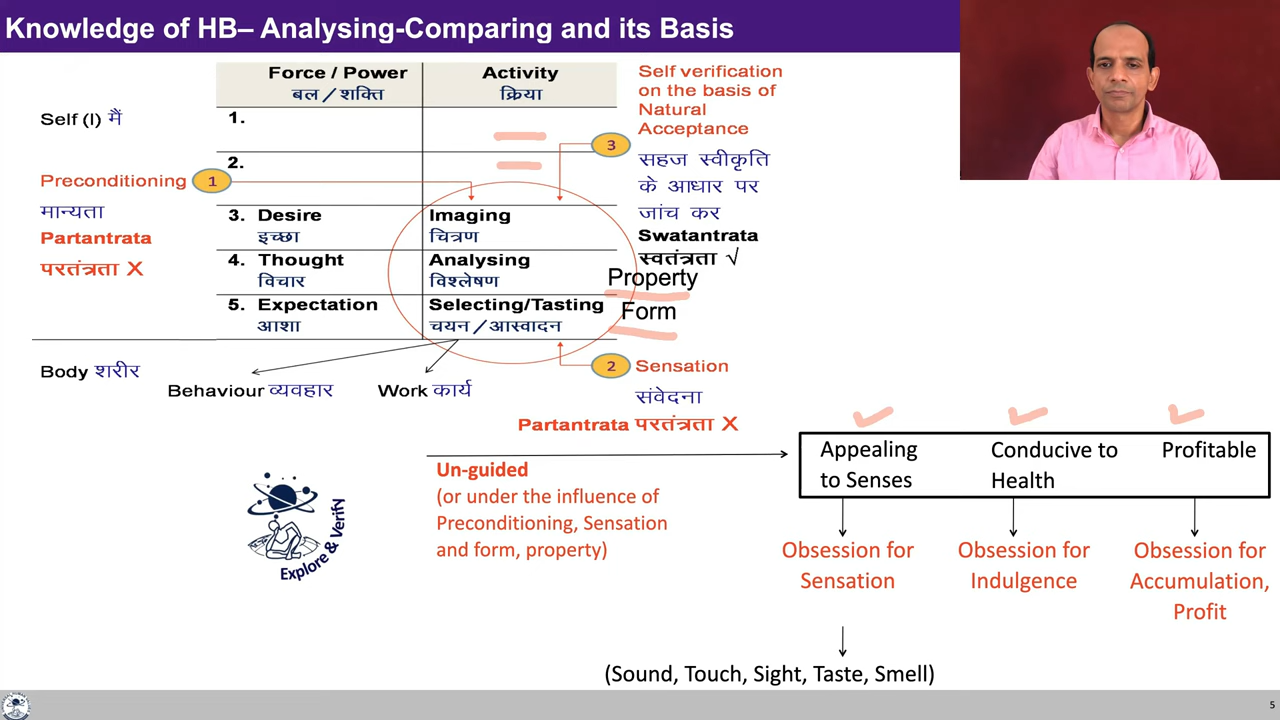 Knowledge of HB– Analysing-Comparing and its Basis
Force / Power
बल / शक्ति
Activity
क्रिया
Self (I) मैं
1.
2.
Preconditioning
1
मान्यता
Partantrata
परतंत्रता X
3. Desire
इच्छा
Imaging
चित्रण
4. Thought
विचार
Analysing
विश्लेषण
5. Expectation
आशा
Selecting/Tasting
चयन / आस्वादन
Self verification
on the basis of
Natural
Acceptance
3
सहज स्वीकृति
के आधार पर
जांच कर
Swatantrata
स्वतंत्रता √
Property
Form
Body शरीर
Behaviour व्यवहार
Work कार्य
2
Sensation
संवेदना
Partantrata परतंत्रता X
Un-guided
(or under the influence of
Preconditioning, Sensation
and form, property)
Appealing
to Senses
Conducive to
Health
Profitable
Obsession for
Sensation
Obsession for
Indulgence
Obsession for
Accumulation,
Profit
(Sound, Touch, Sight, Taste, Smell)
Explore & Verify
5